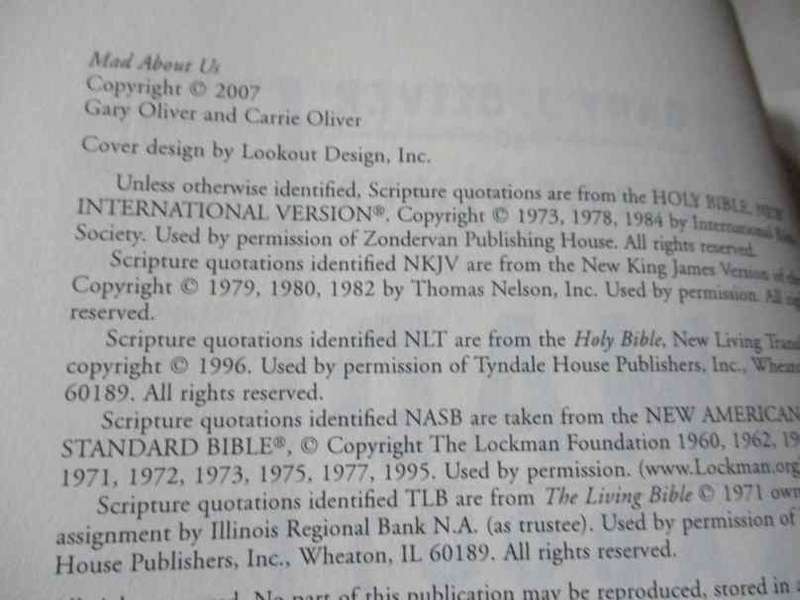 Mad About Us
Copyright © 2007
Gary Oliver and Carrie Oliver
Cover design by Lookout Design, Inc.
Unless otherwise identified, Scripture quotations are from the HOLY BIBLE, NEW
INTERNATIONAL VERSION®. Copyright © 1973, 1978, 1984 by International
Society. Used by permission of Zondervan Publishing House. All rights reserved.
Scripture quotations identified NKJV are from the New King James Version of the
Copyright © 1979, 1980, 1982 by Thomas Nelson, Inc. Used by permission. All
reserved.
Scripture quotations identified NLT are from the Holy Bible, New Living
copyright © 1996. Used by permission of Tyndale House Publishers, Inc.,
60189. All rights reserved.
Scripture quotations identified NASB are taken from the NEW AMERICAN
STANDARD BIBLE®, © Copyright The Lockman Foundation 1960, 1962,
1971, 1972, 1973, 1975, 1977, 1995. Used by permission. (www.Lockman.org
Scripture quotations identified TLB are from The Living Bible © 1971
assignment by Illinois Regional Bank N.A. (as trustee). Used by permission of
House Publishers, Inc., Wheaton, IL 60189. All rights reserved.
No part of this publication may be reproduced, stored in